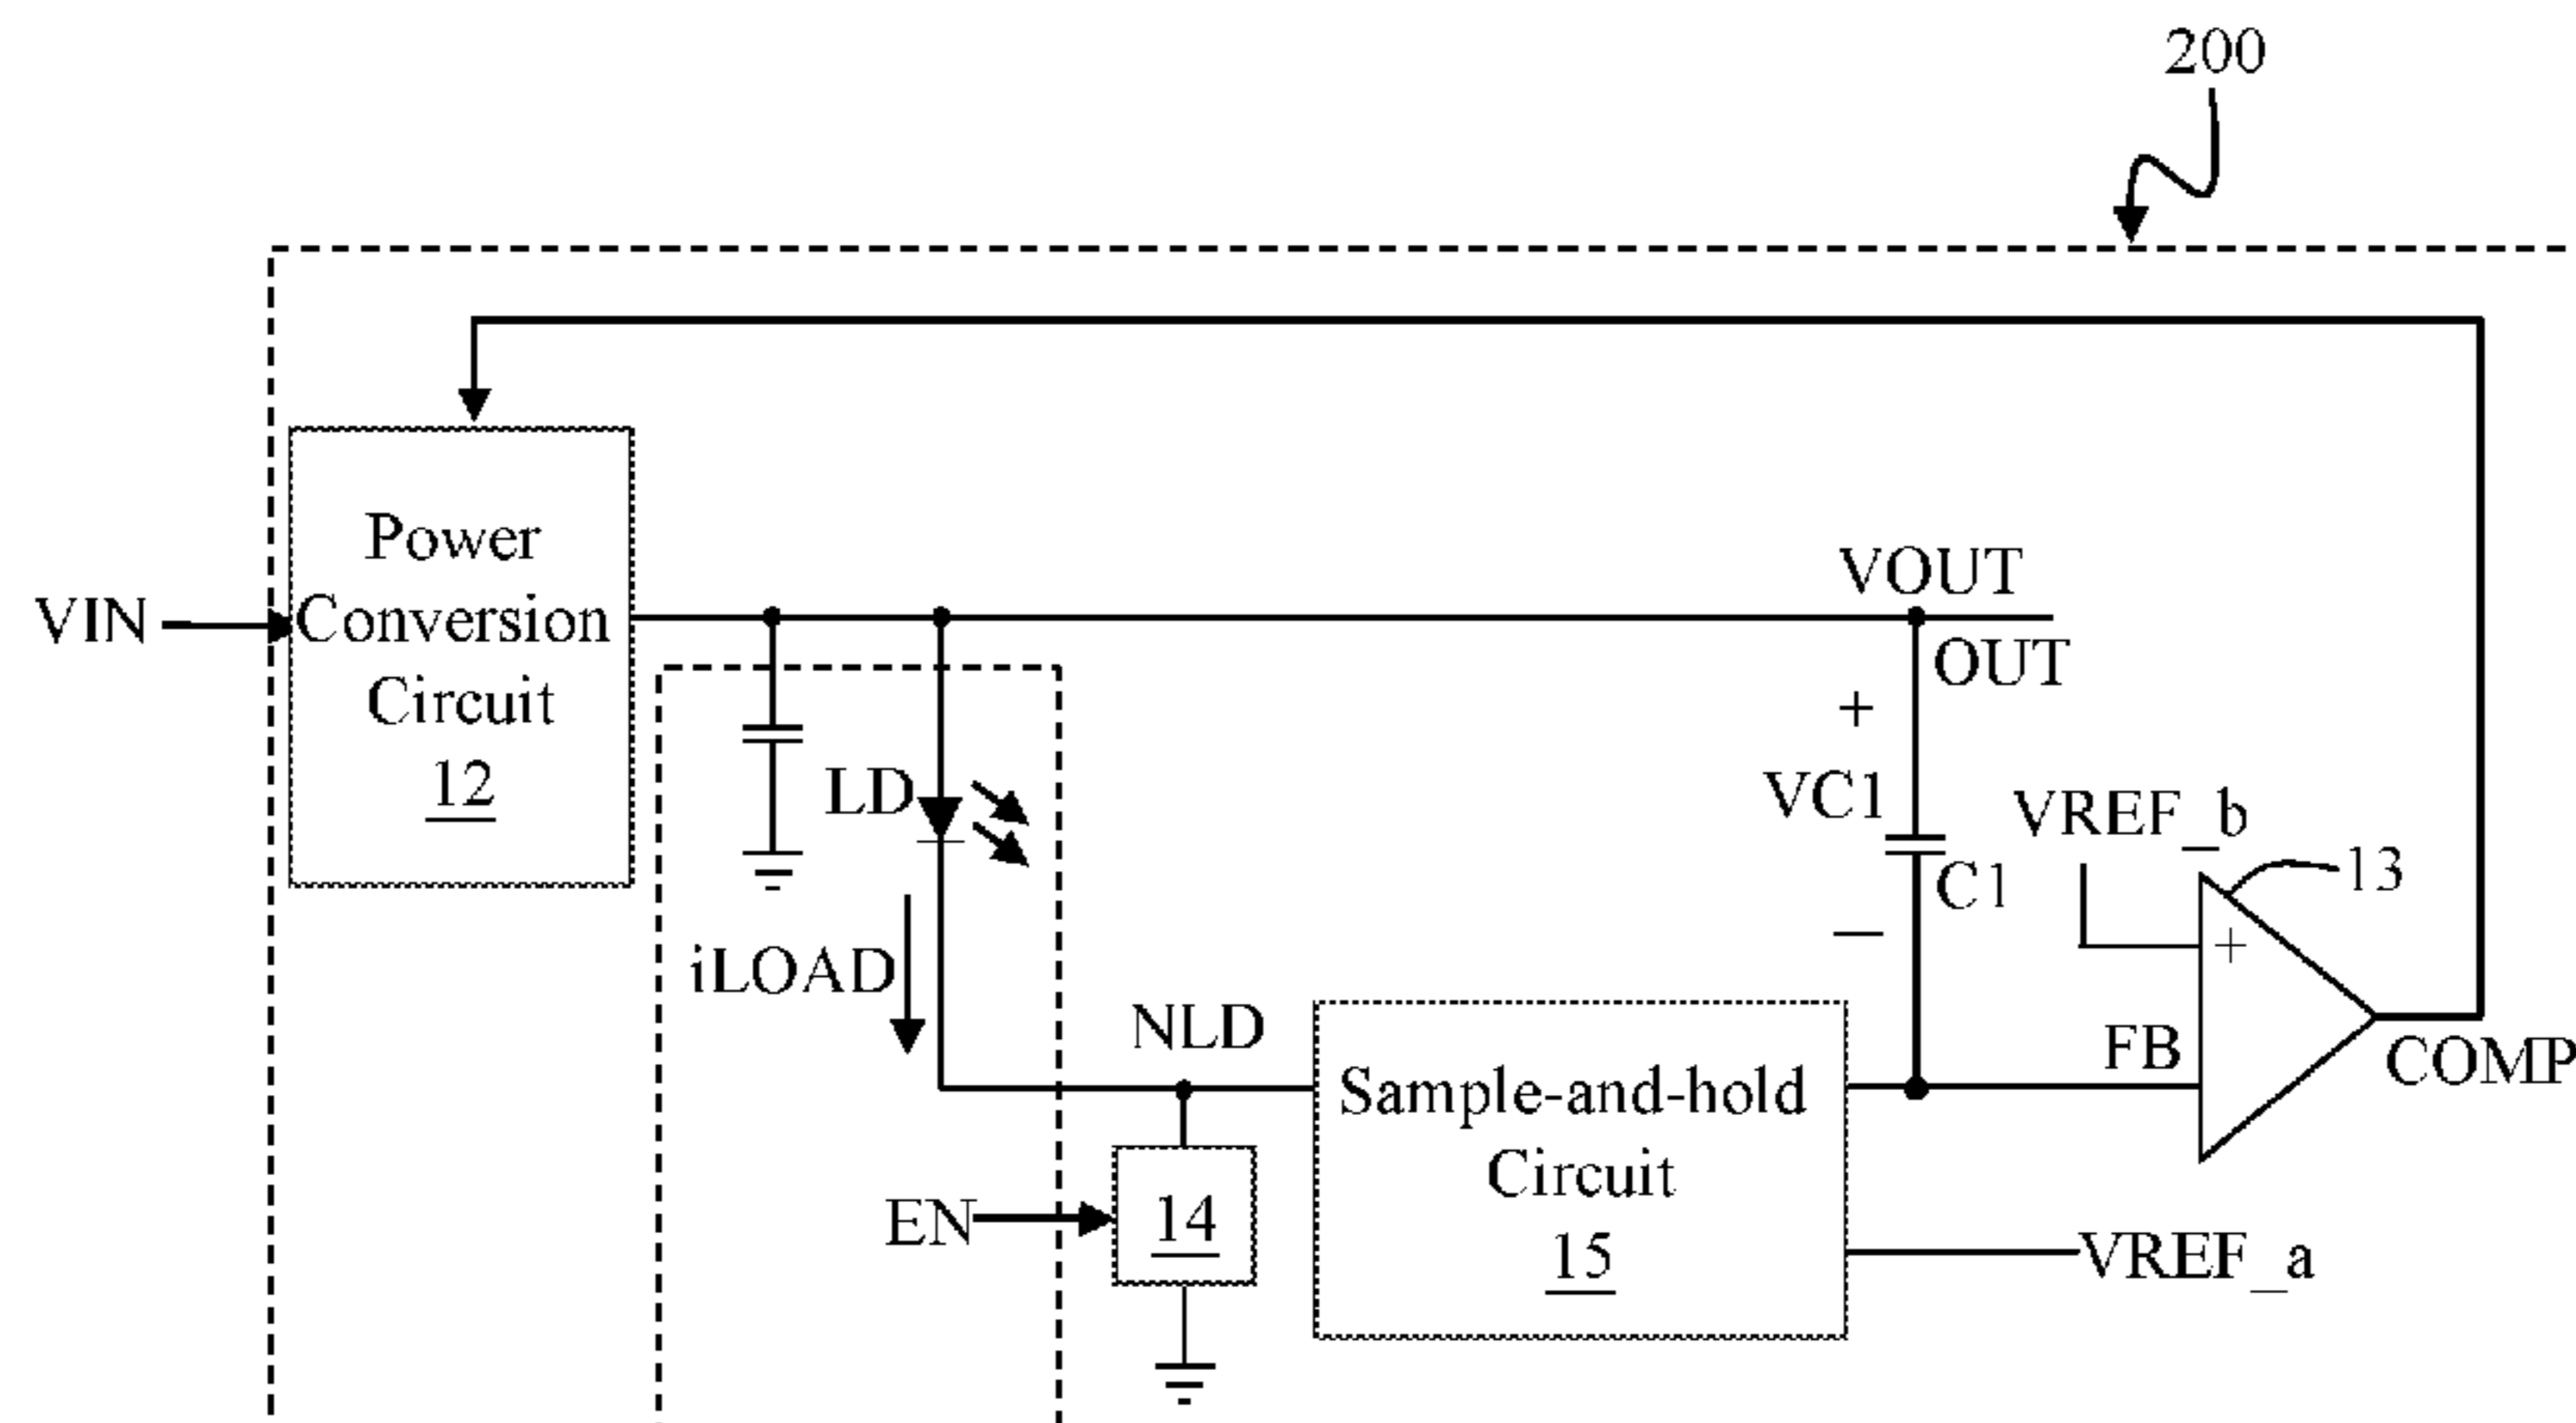 200
Power
Conversion
Circuit
12
VIN
VOUT
OUT
+
VC1
C1
—
LD
iLOAD
VREF_b
13
+
FB
COMP
NLD
EN
14
Sample-and-hold
Circuit
15
VREF_a